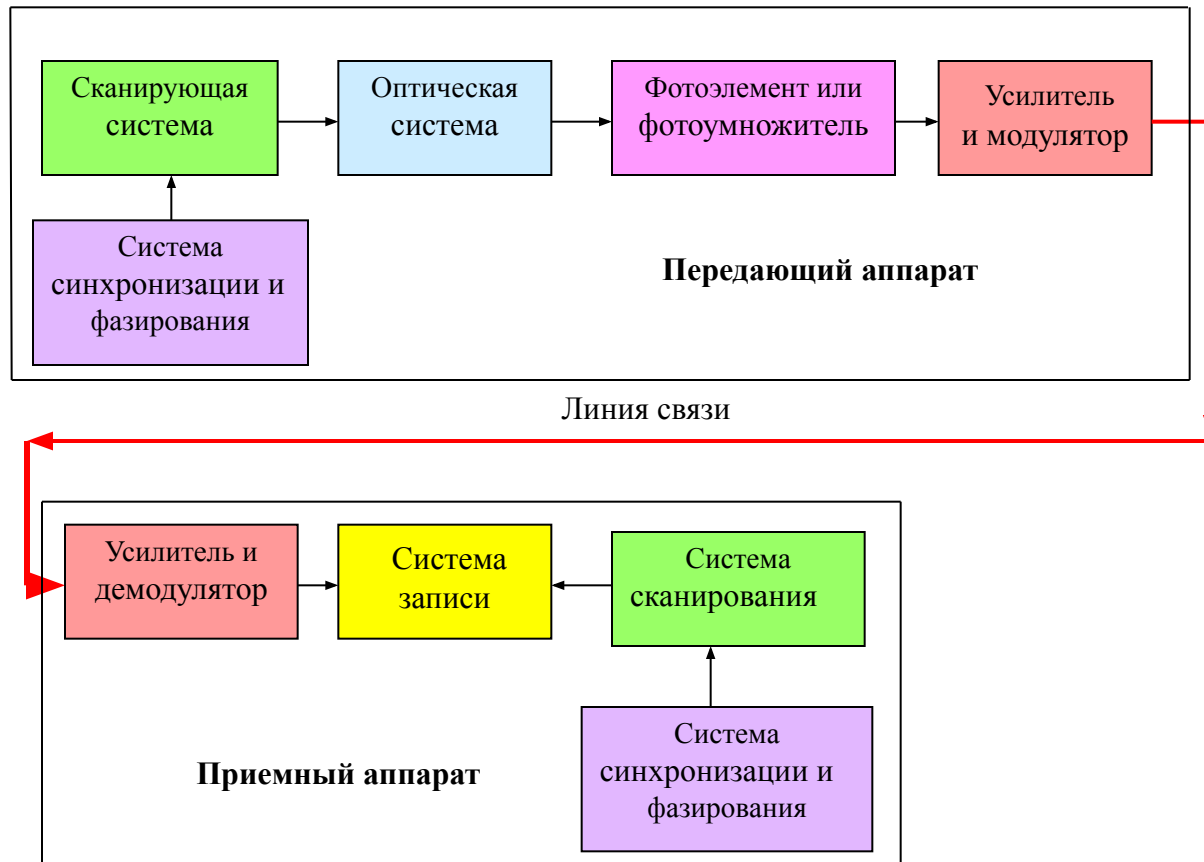 Сканирующая
система
Оптическая
система
Фотоэлемент или
фотоумножитель
Усилитель
и модулятор
Система
синхронизации и
фазирования
Передающий аппарат
Линия связи
Усилитель и
демодулятор
Система
записи
Система
сканирования
Система
синхронизации и
фазирования
Приемный аппарат